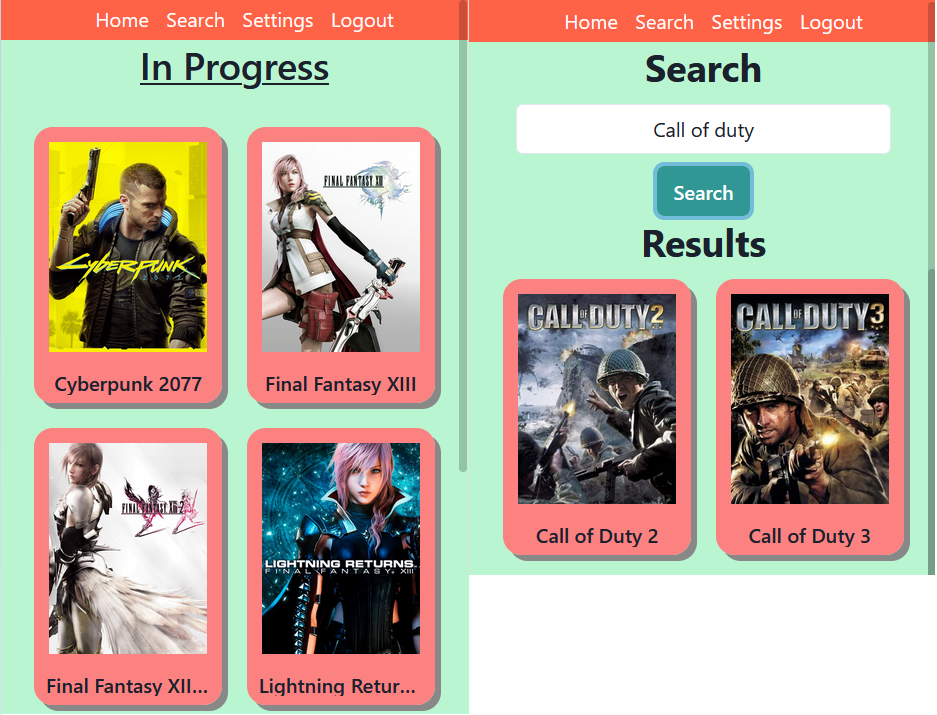 Home Search Settings Logout
In Progress
CYBERPUNK
2077
Cyberpunk 2077
FINAL FANTASY XIII
Final Fantasy XIII
FINAL FANTASY XIII-2
Final Fantasy XII...
LIGHTNING RETURNS
FINAL FANTASY XIII
Lightning Retur...
Home Search Settings Logout
Search
Call of duty
Search
Results
CALL OF DUTY 2
Call of Duty 2
CALL OF DUTY 3
Call of Duty 3